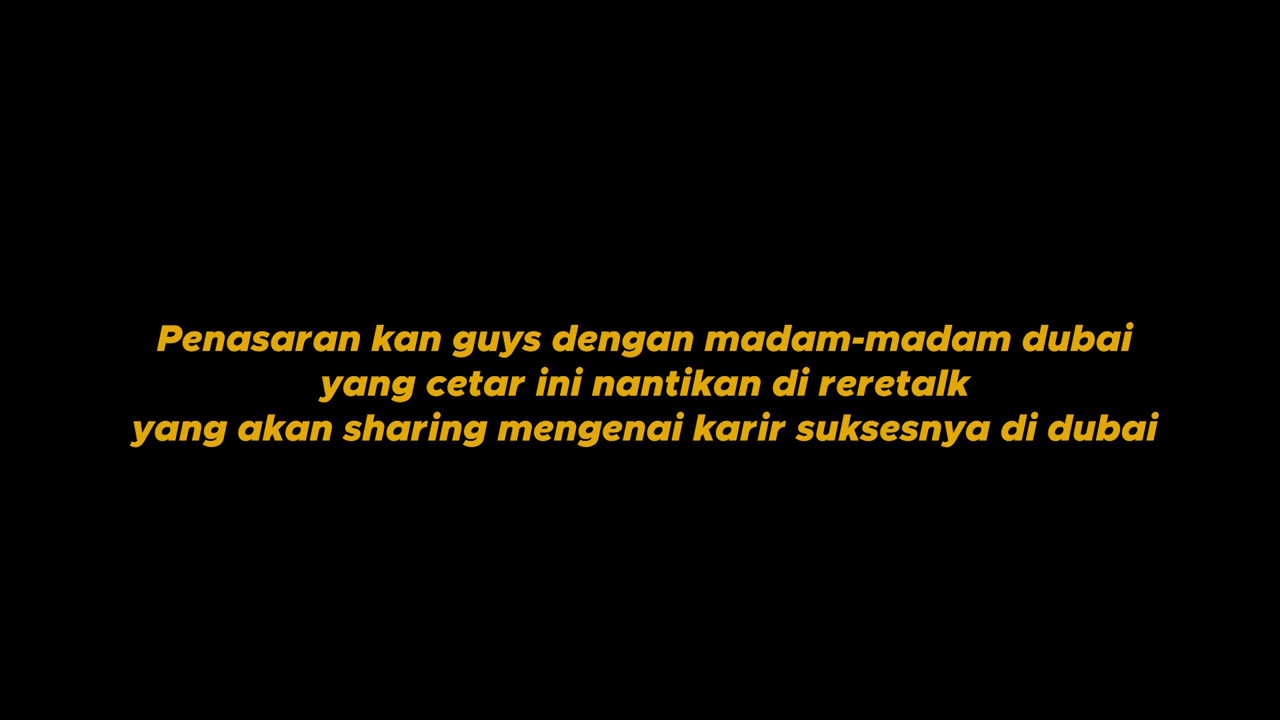 Penasaran kan guys dengan madam-madam dubai
yang cetar ini nantikan di reretalk
yang akan sharing mengenai karir suksesnya di dubai